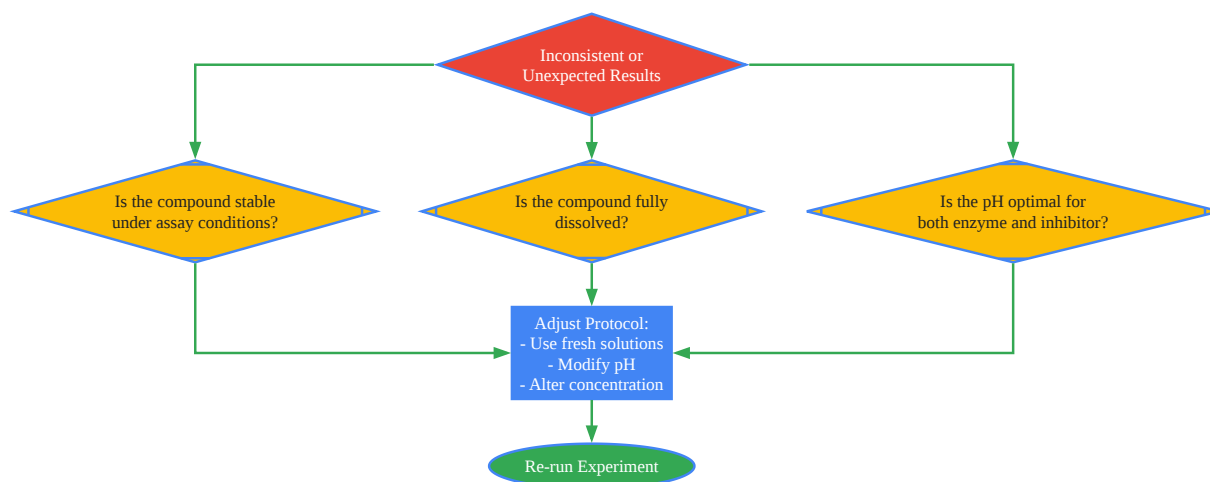 Inconsistent or
Unexpected Results
Is the compound stable
under assay conditions?
Is the compound fully
dissolved?
Is the pH optimal for
both enzyme and inhibitor?
Adjust Protocol:
- Use fresh solutions
- Modify pH
- Alter concentration
Re-run Experiment